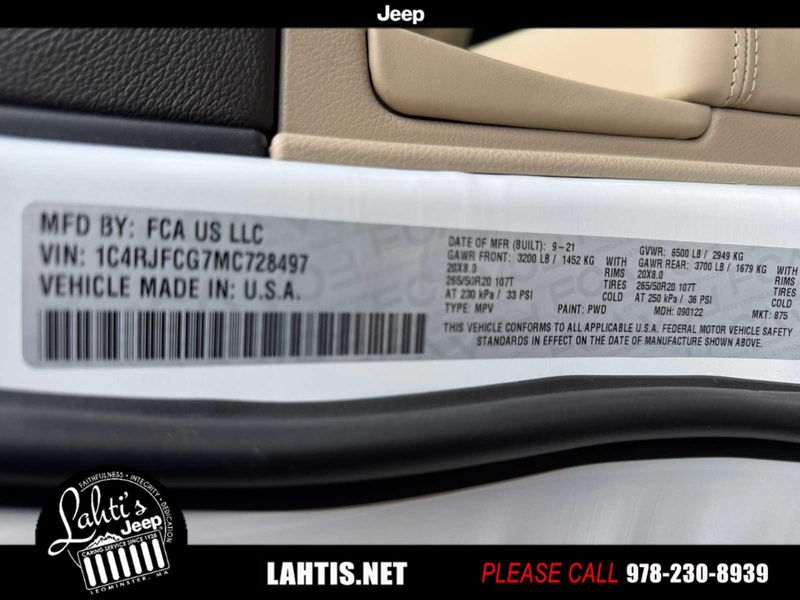 Jeep
MFD BY: FCA US LLC
VIN: 1C4RJFCG7MC728497
VEHICLE MADE IN: U.S.A.
DATE OF MFR (BUILT): 9-21
GAWR FRONT: 3200 LB / 1452 KG WITH
20X8.0 RIMS
265/50R20 107T TIRES
AT 230 kPa / 33 PSI COLD
TYPE: MPV PAINT: PWD
GVWR: 6500 LB / 2949 KG
GAWR REAR: 3700 LB / 1679 KG WITH
20X8.0 RIMS
265/50R20 107T TIRES
AT 250 kPa / 36 PSI COLD
MDH: 090122 MKT: 875
THIS VEHICLE CONFORMS TO ALL APPLICABLE U.S.A. FEDERAL MOTOR VEHICLE SAFETY
STANDARDS IN EFFECT ON THE DATE OF MANUFACTURE SHOWN ABOVE.
FAITHFULNESS · INTEGRITY · DEDICATION
Lahti's
Jeep
CARING SERVICE SINCE 1928
LEOMINSTER, MA
LAHTIS.NET
PLEASE CALL 978-230-8939